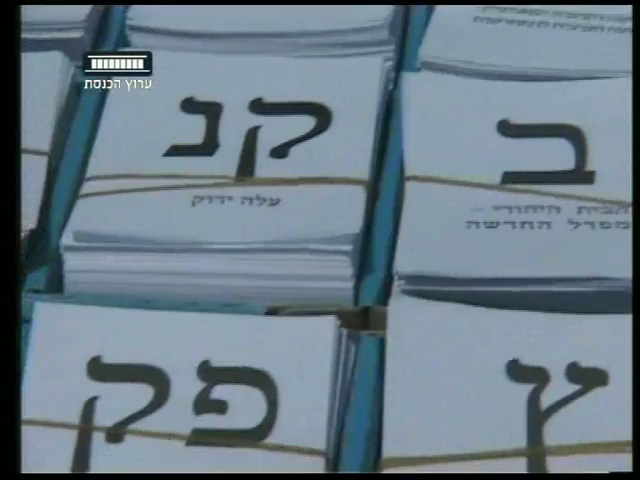 ערוץ הכנסת
ב
הבית היהודי -
מפדל החדשה
קנ
עלה ירוק
ץ
פק